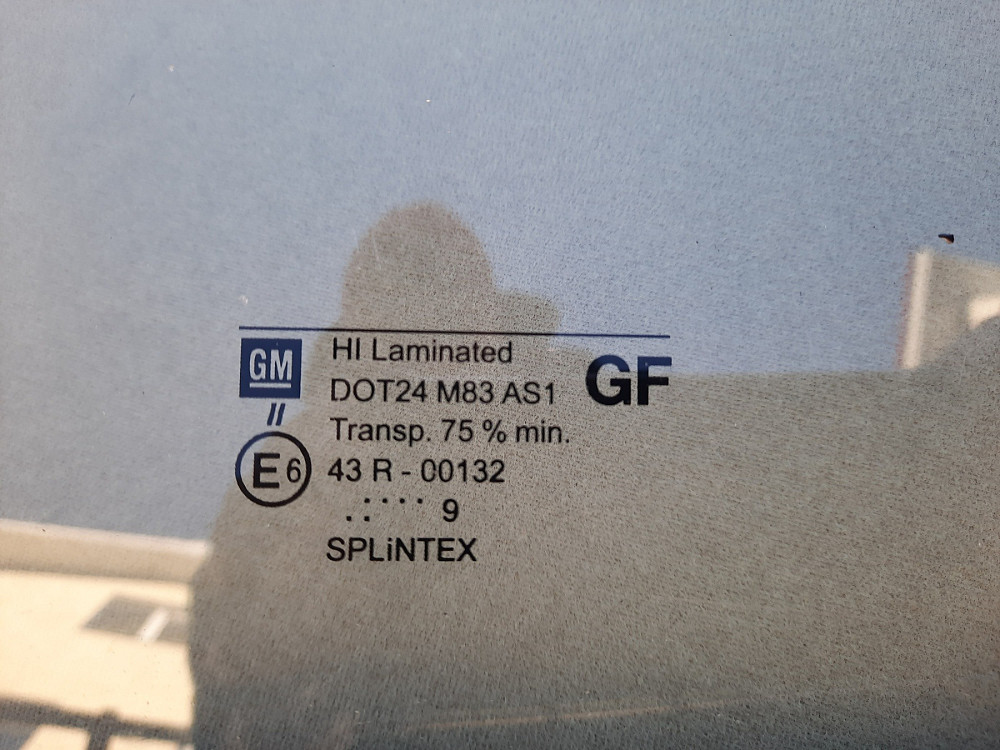 GM
HI Laminated
GF
DOT24 M83 AS1
//
Transp. 75 % min.
E6
43 R - 00132
. : ˙ ˙ ˙ ˙ 9
SPLiNTEX